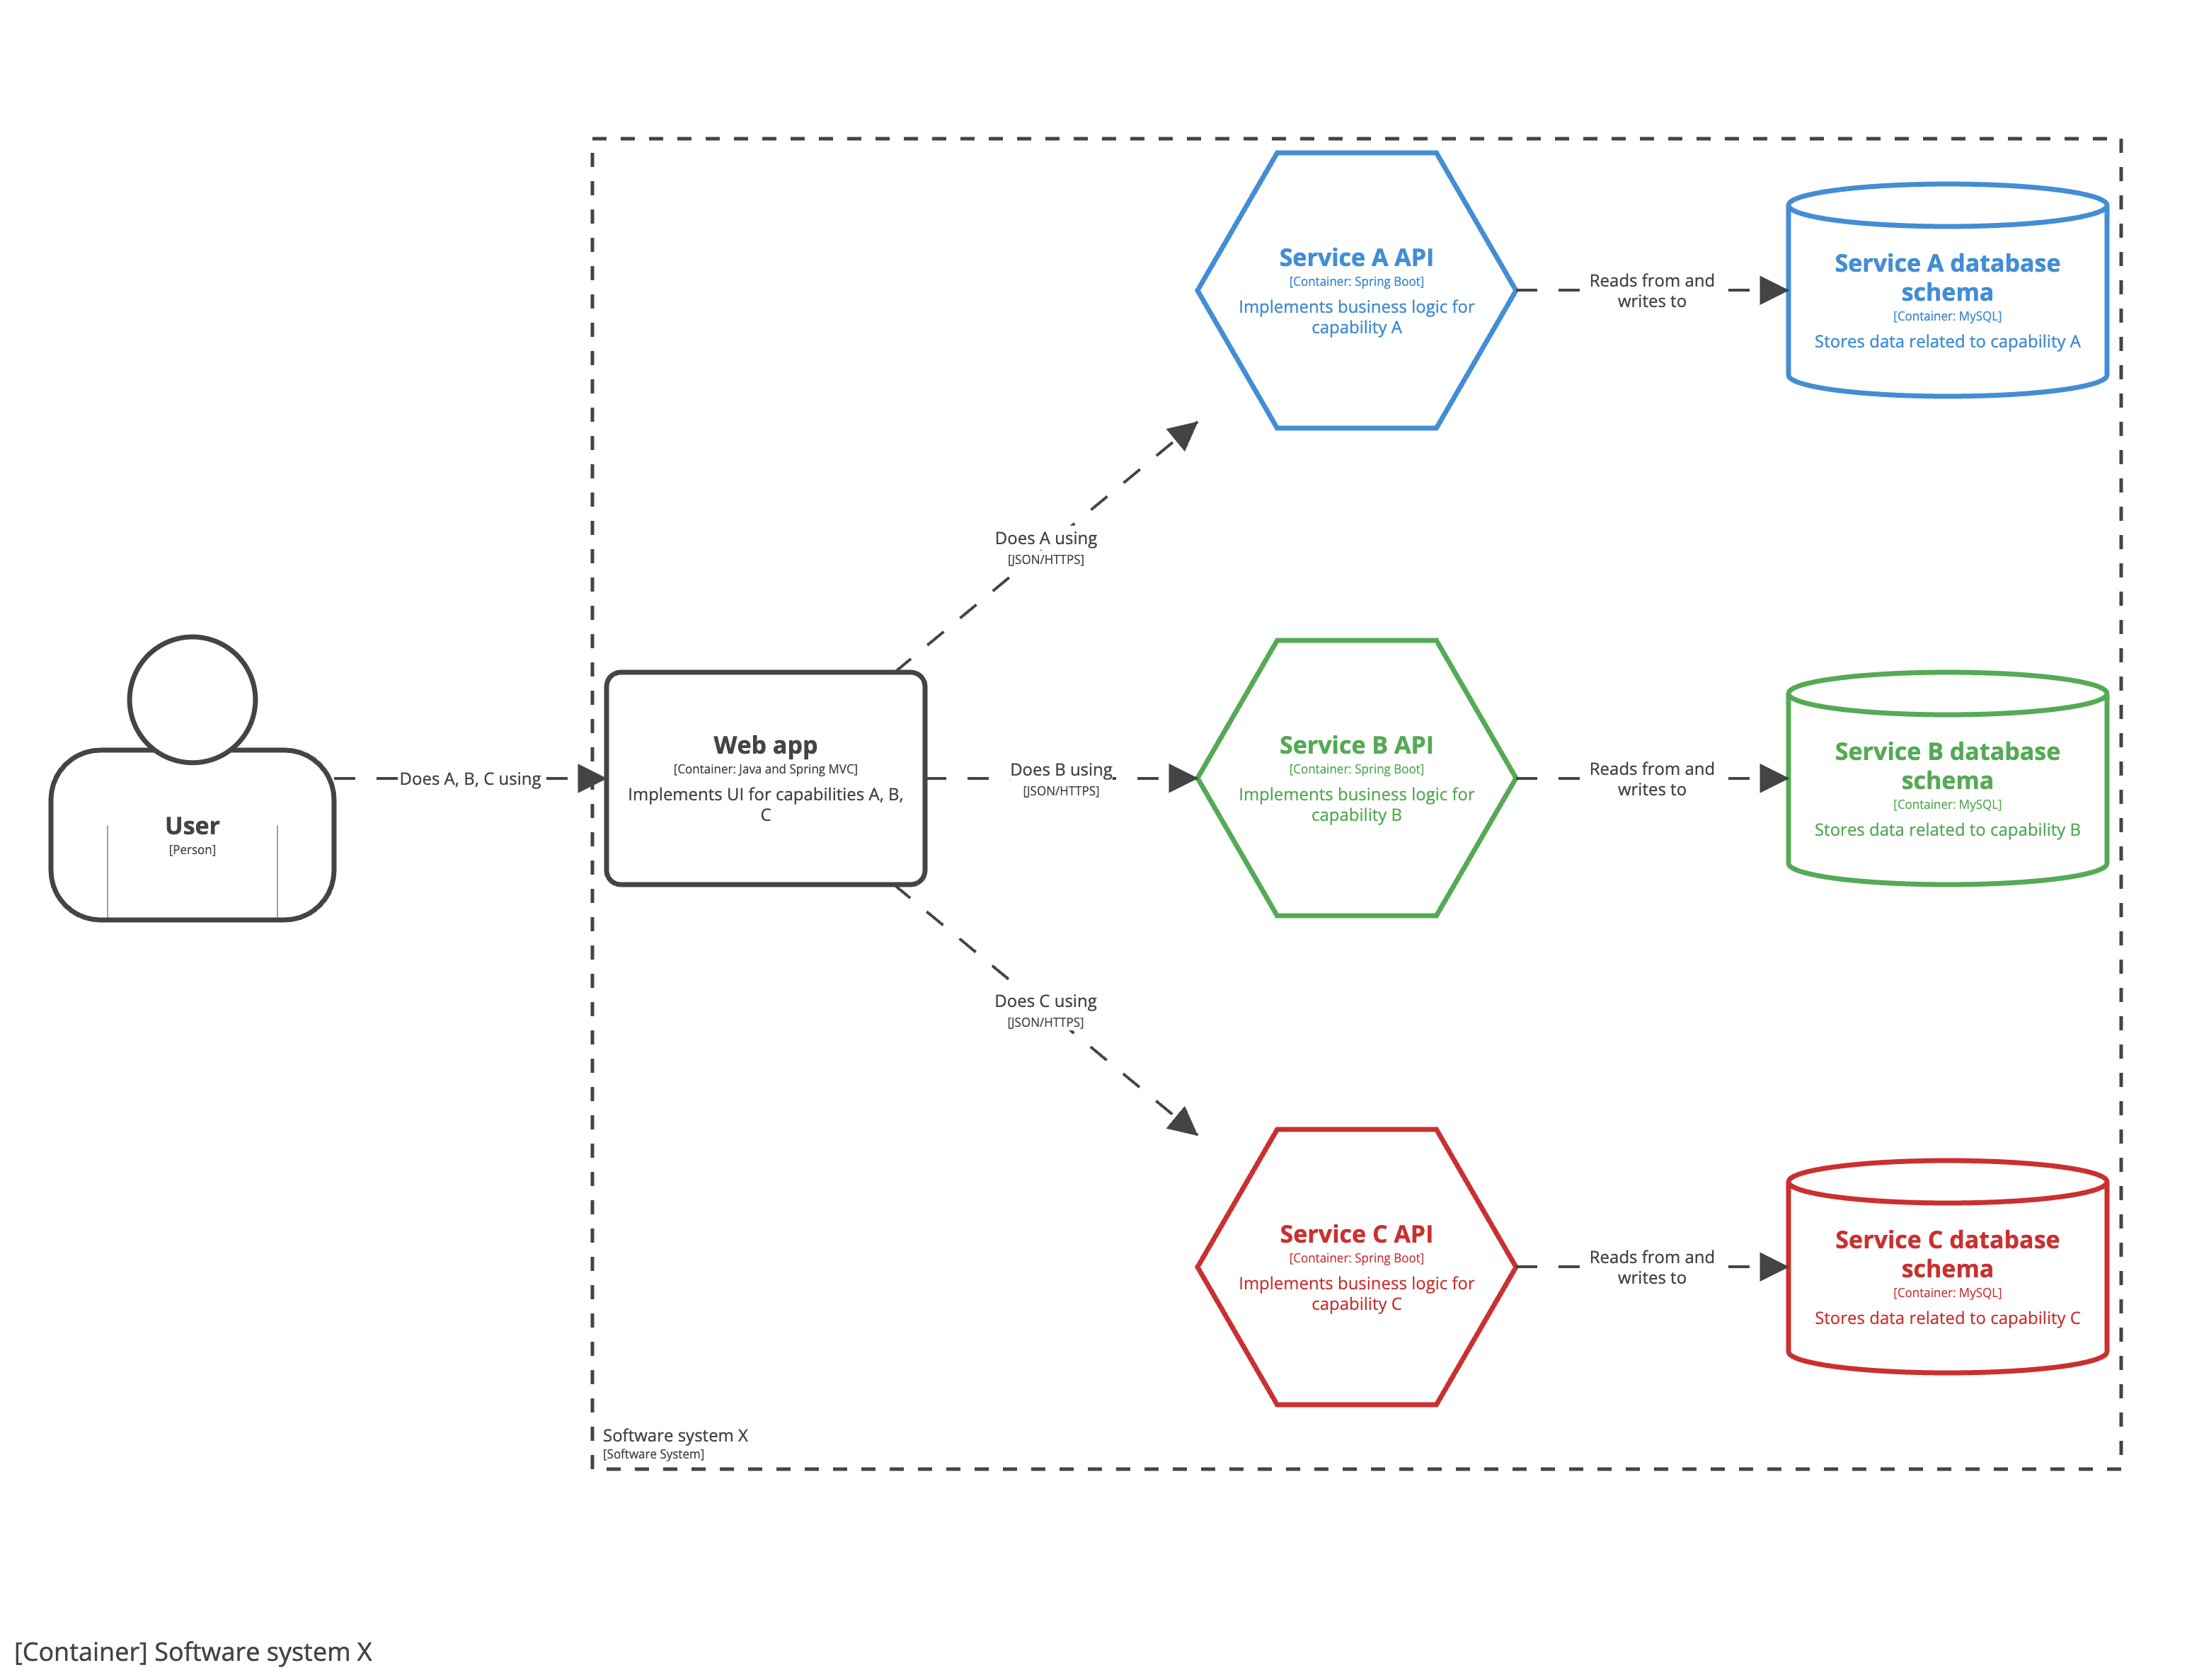 Service A API
[Container: Spring Boot]
Implements business logic for
capability A
Reads from and
writes to
Service A database
schema
[Container: MySQL]
Stores data related to capability A
Does A using
[JSON/HTTPS]
User
[Person]
Does A, B, C using
Web app
[Container: Java and Spring MVC]
Implements UI for capabilities A, B,
C
Does B using
[JSON/HTTPS]
Service B API
[Container: Spring Boot]
Implements business logic for
capability B
Reads from and
writes to
Service B database
schema
[Container: MySQL]
Stores data related to capability B
Does C using
[JSON/HTTPS]
Service C API
[Container: Spring Boot]
Implements business logic for
capability C
Reads from and
writes to
Service C database
schema
[Container: MySQL]
Stores data related to capability C
Software system X
[Software System]
[Container] Software system X